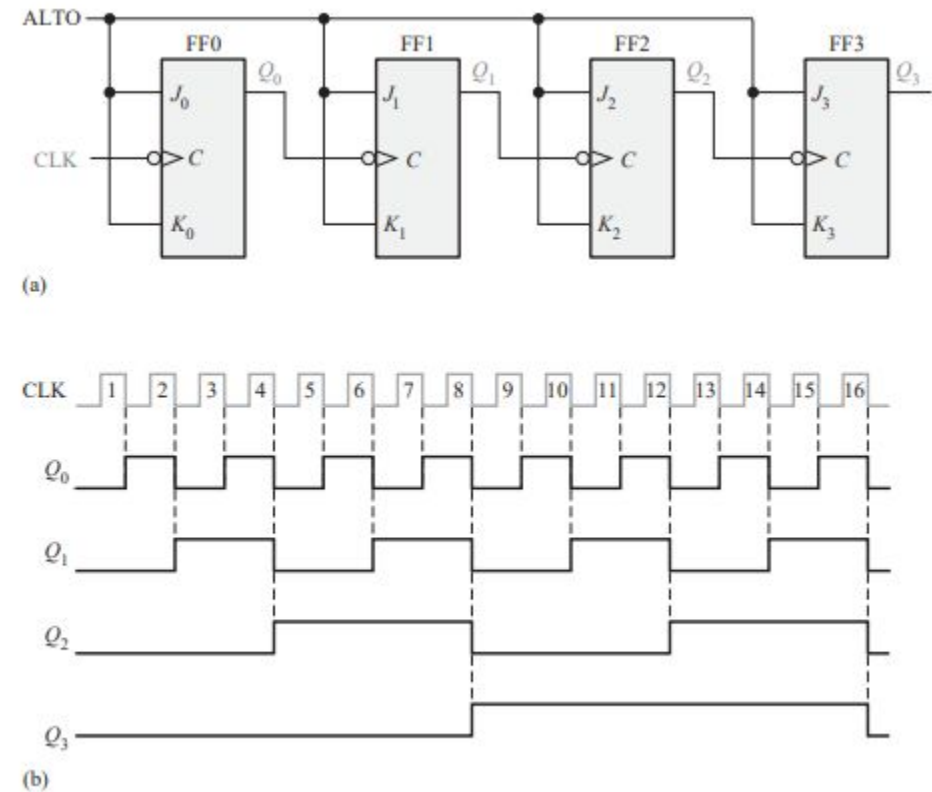 ALTO
FF0 FF1 FF2 FF3
Q0 Q1 Q2 Q3
J0 J1 J2 J3
CLK C C C C
K0 K1 K2 K3
(a)
CLK 1 2 3 4 5 6 7 8 9 10 11 12 13 14 15 16
Q0
Q1
Q2
Q3
(b)